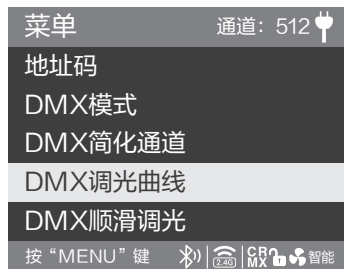 菜单 通道：512
地址码
DMX模式
DMX简化通道
DMX调光曲线
DMX顺滑调光
按“MENU”键 2.4G CRMX 智能